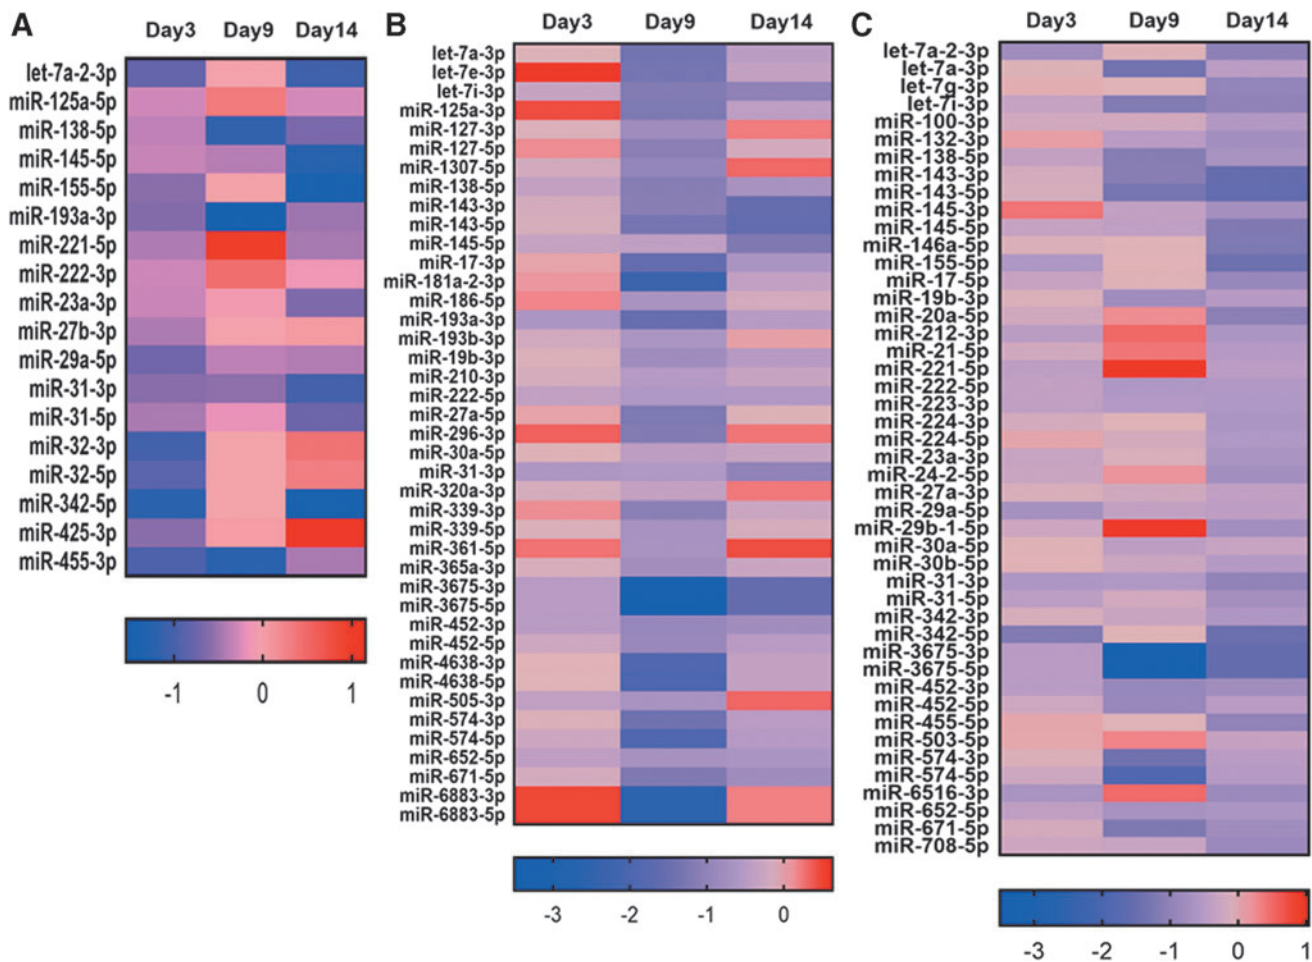 A
Day3 Day9 Day14
let-7a-2-3p
miR-125a-5p
miR-138-5p
miR-145-5p
miR-155-5p
miR-193a-3p
miR-221-5p
miR-222-3p
miR-23a-3p
miR-27b-3p
miR-29a-5p
miR-31-3p
miR-31-5p
miR-32-3p
miR-32-5p
miR-342-5p
miR-425-3p
miR-455-3p
-1 0 1
B
Day3 Day9 Day14
let-7a-3p
let-7e-3p
let-7i-3p
miR-125a-3p
miR-127-3p
miR-127-5p
miR-1307-5p
miR-138-5p
miR-143-3p
miR-143-5p
miR-145-5p
miR-17-3p
miR-181a-2-3p
miR-186-5p
miR-193a-3p
miR-193b-3p
miR-19b-3p
miR-210-3p
miR-222-5p
miR-27a-5p
miR-296-3p
miR-30a-5p
miR-31-3p
miR-320a-3p
miR-339-3p
miR-339-5p
miR-361-5p
miR-365a-3p
miR-3675-3p
miR-3675-5p
miR-452-3p
miR-452-5p
miR-4638-3p
miR-4638-5p
miR-505-3p
miR-574-3p
miR-574-5p
miR-652-5p
miR-671-5p
miR-6883-3p
miR-6883-5p
-3 -2 -1 0
C
Day3 Day9 Day14
let-7a-2-3p
let-7a-3p
let-7g-3p
let-7i-3p
miR-100-3p
miR-132-3p
miR-138-5p
miR-143-3p
miR-143-5p
miR-145-3p
miR-145-5p
miR-146a-5p
miR-155-5p
miR-17-5p
miR-19b-3p
miR-20a-5p
miR-212-3p
miR-21-5p
miR-221-5p
miR-222-5p
miR-223-3p
miR-224-3p
miR-224-5p
miR-23a-3p
miR-24-2-5p
miR-27a-3p
miR-29a-5p
miR-29b-1-5p
miR-30a-5p
miR-30b-5p
miR-31-3p
miR-31-5p
miR-342-3p
miR-342-5p
miR-3675-3p
miR-3675-5p
miR-452-3p
miR-452-5p
miR-455-5p
miR-503-5p
miR-574-3p
miR-574-5p
miR-6516-3p
miR-652-5p
miR-671-5p
miR-708-5p
-3 -2 -1 0 1